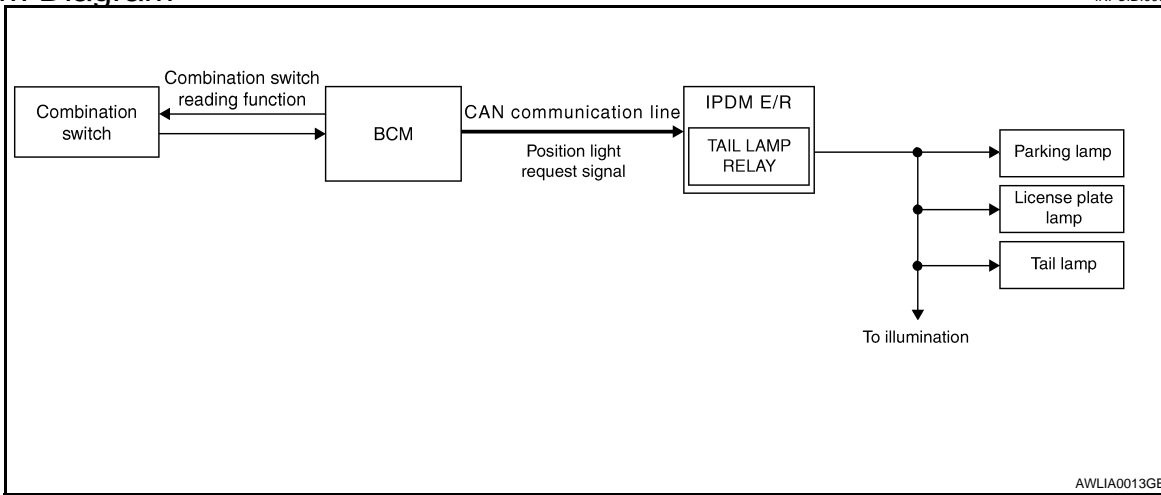 Diagram
Combination switch
reading function
Combination
switch
BCM
CAN communication line
Position light
request signal
IPDM E/R
TAIL LAMP
RELAY
Parking lamp
License plate
lamp
Tail lamp
To illumination
AWLIA0013GB